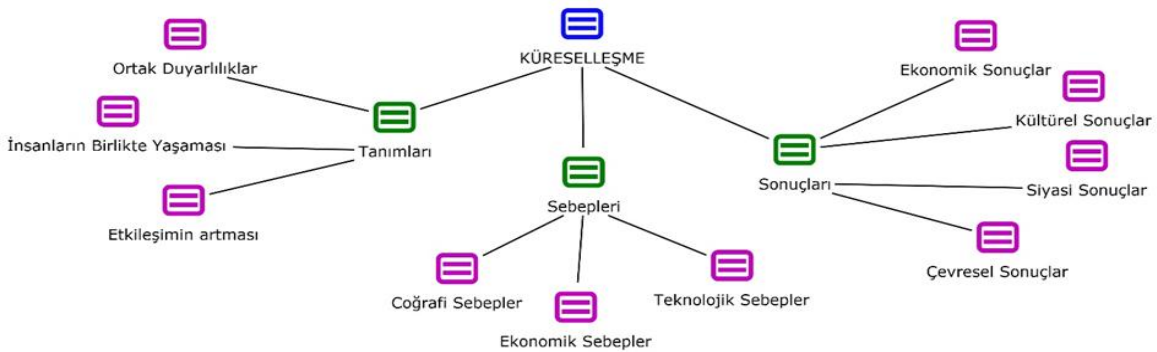 KÜRESELLEŞME
Ortak Duyarlılıklar
İnsanların Birlikte Yaşaması
Tanımları
Etkileşimin artması
Sebepleri
Coğrafi Sebepler
Ekonomik Sebepler
Teknolojik Sebepler
Sonuçları
Ekonomik Sonuçlar
Kültürel Sonuçlar
Siyasi Sonuçlar
Çevresel Sonuçlar